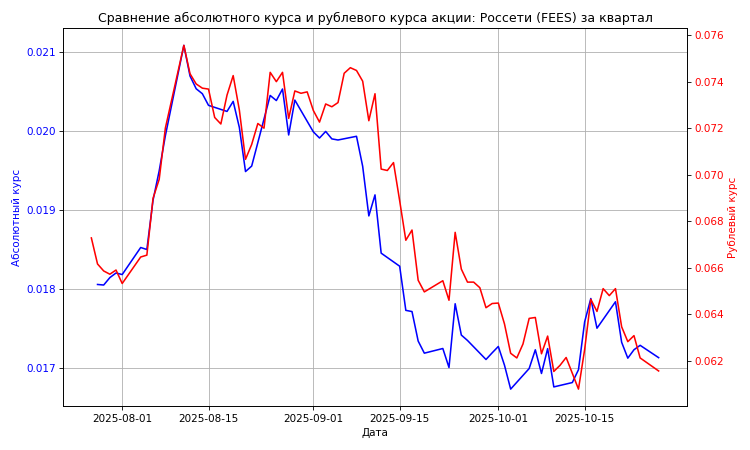 Сравнение абсолютного курса и рублевого курса акции: Россети (FEES) за квартал
0.021
0.020
0.019
0.018
0.017
Абсолютный курс
0.076
0.074
0.072
0.070
0.068
0.066
0.064
0.062
Рублевый курс
2025-08-01 2025-08-15 2025-09-01 2025-09-15 2025-10-01 2025-10-15
Дата